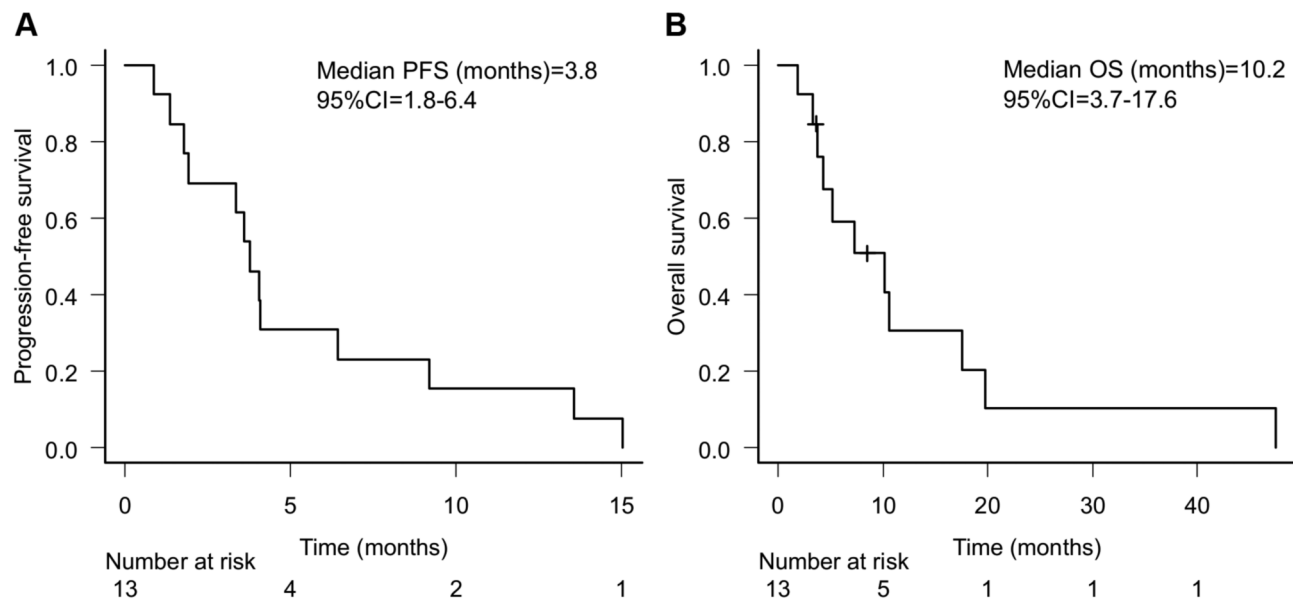 A
Median PFS (months)=3.8
95%CI=1.8-6.4
Progression-free survival
1.0
0.8
0.6
0.4
0.2
0.0
0 5 10 15
Time (months)
Number at risk
13 4 2 1
B
Median OS (months)=10.2
95%CI=3.7-17.6
Overall survival
1.0
0.8
0.6
0.4
0.2
0.0
0 10 20 30 40
Time (months)
Number at risk
13 5 1 1 1